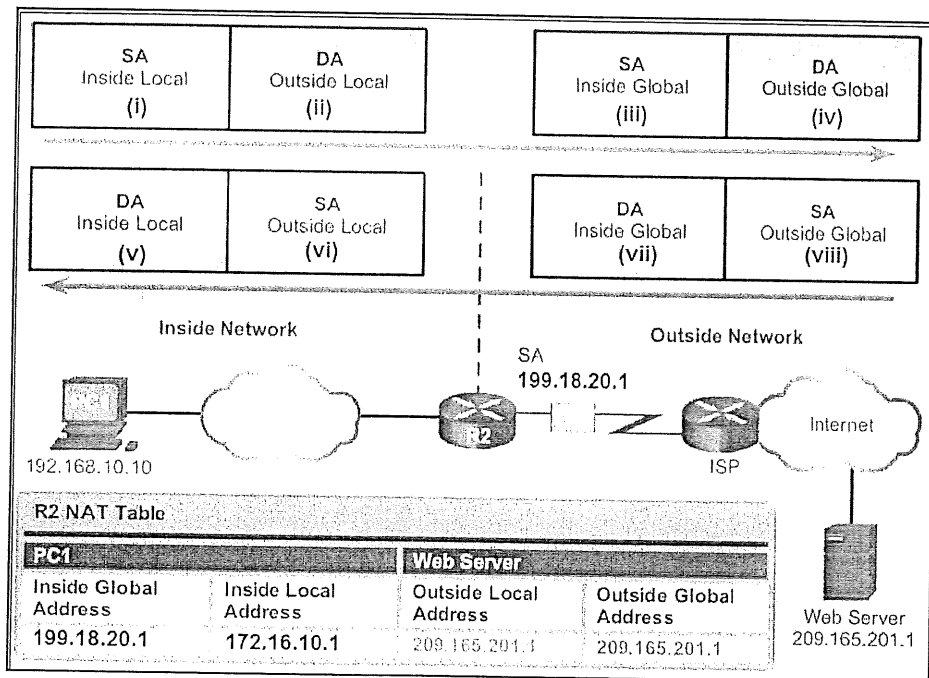 SA
Inside Local
(i)
DA
Outside Local
(ii)
SA
Inside Global
(iii)
DA
Outside Global
(iv)
DA
Inside Local
(v)
SA
Outside Local
(vi)
DA
Inside Global
(vii)
SA
Outside Global
(viii)
Inside Network
Outside Network
SA
199.18.20.1
PC1
192.168.10.10
R2
ISP
Internet
R2 NAT Table
PC1
Web Server
Inside Global
Address
Inside Local
Address
Outside Local
Address
Outside Global
Address
199.18.20.1
172.16.10.1
209.165.201.1
209.165.201.1
Web Server
209.165.201.1